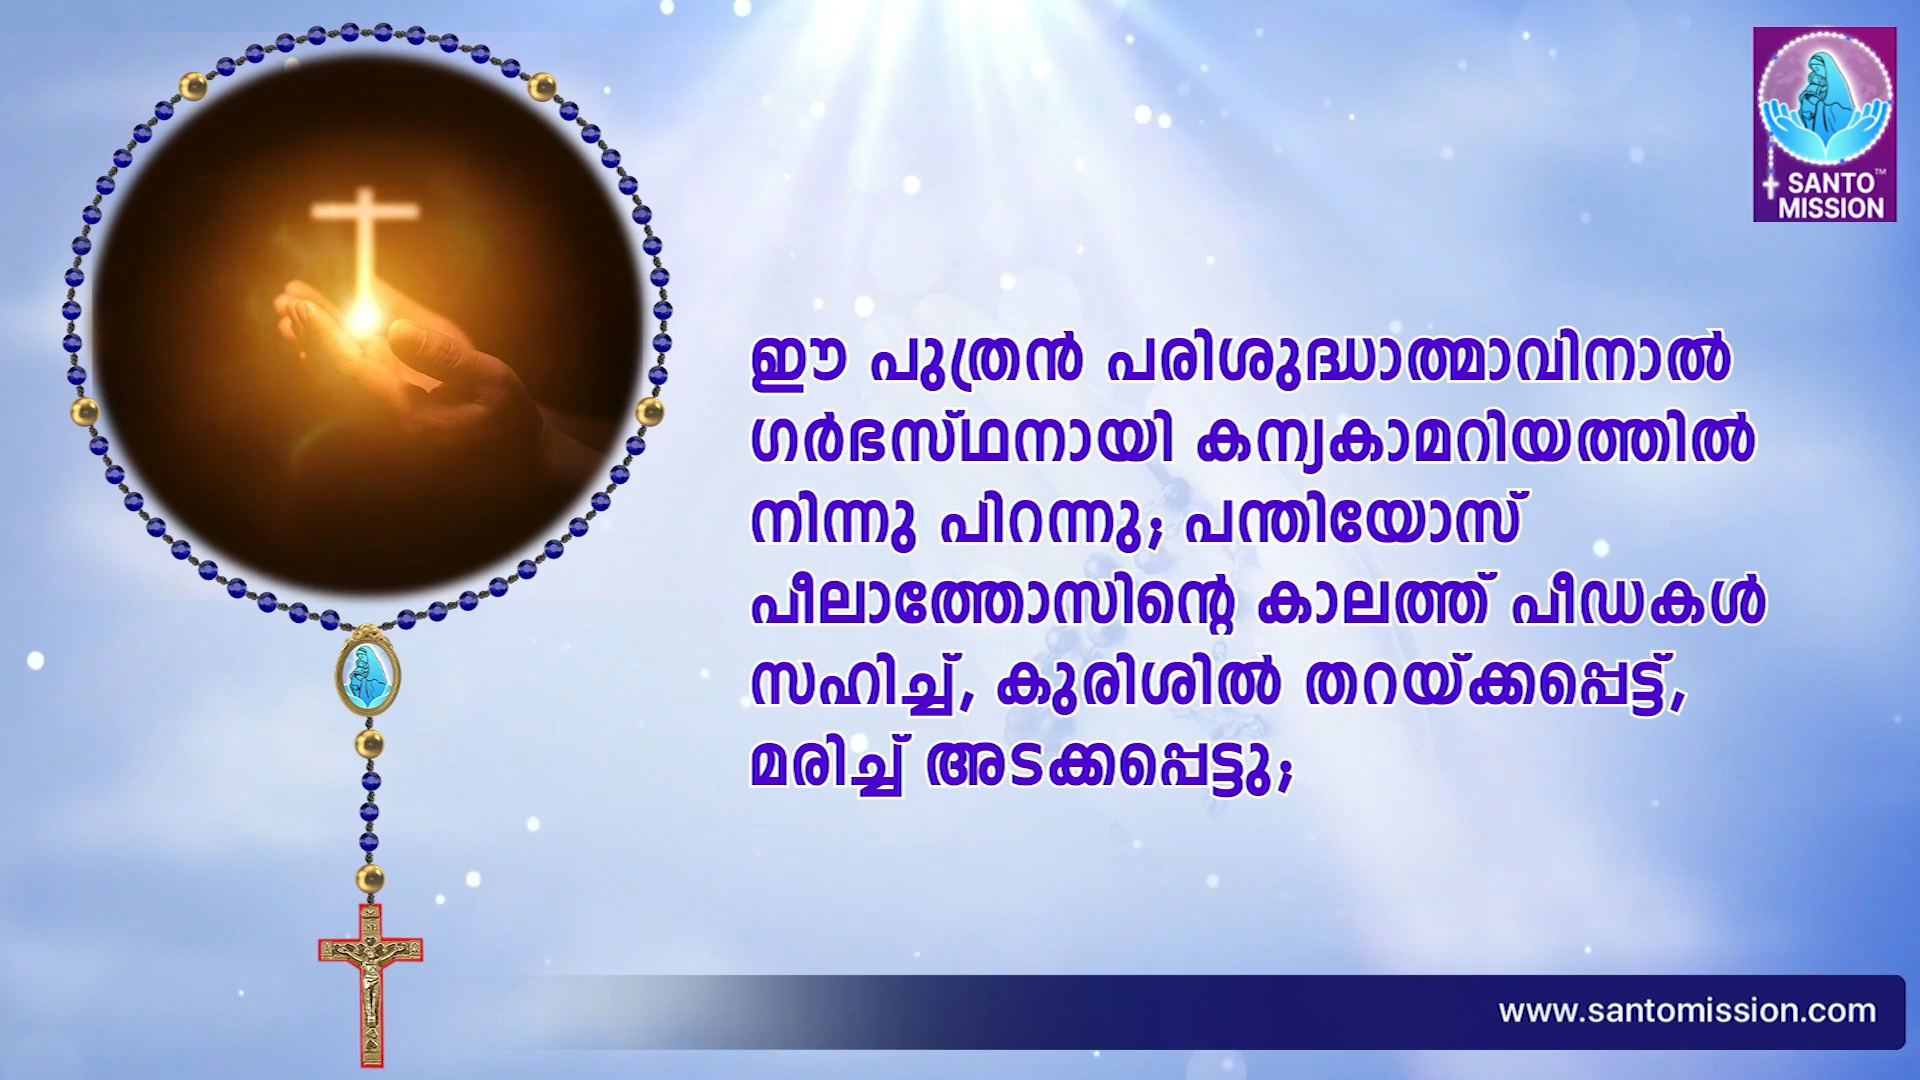 SANTO™
MISSION
ഈ പുത്രൻ പരിശുദ്ധാത്മാവിനാൽ
ഗർഭസ്ഥനായി കന്യകാമറിയത്തിൽ
നിന്നു പിറന്നു; പന്തിയോസ്
പീലാത്തോസിന്റെ കാലത്ത് പീഡകൾ
സഹിച്ച്, കുരിശിൽ തറയ്ക്കപ്പെട്ട്,
മരിച്ച് അടക്കപ്പെട്ടു;
www.santomission.com